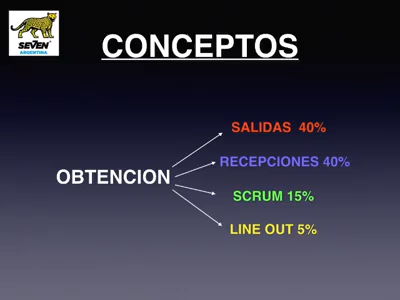 SEVEN
ARGENTINA
CONCEPTOS
SALIDAS 40%
RECEPCIONES 40%
OBTENCION
SCRUM 15%
LINE OUT 5%